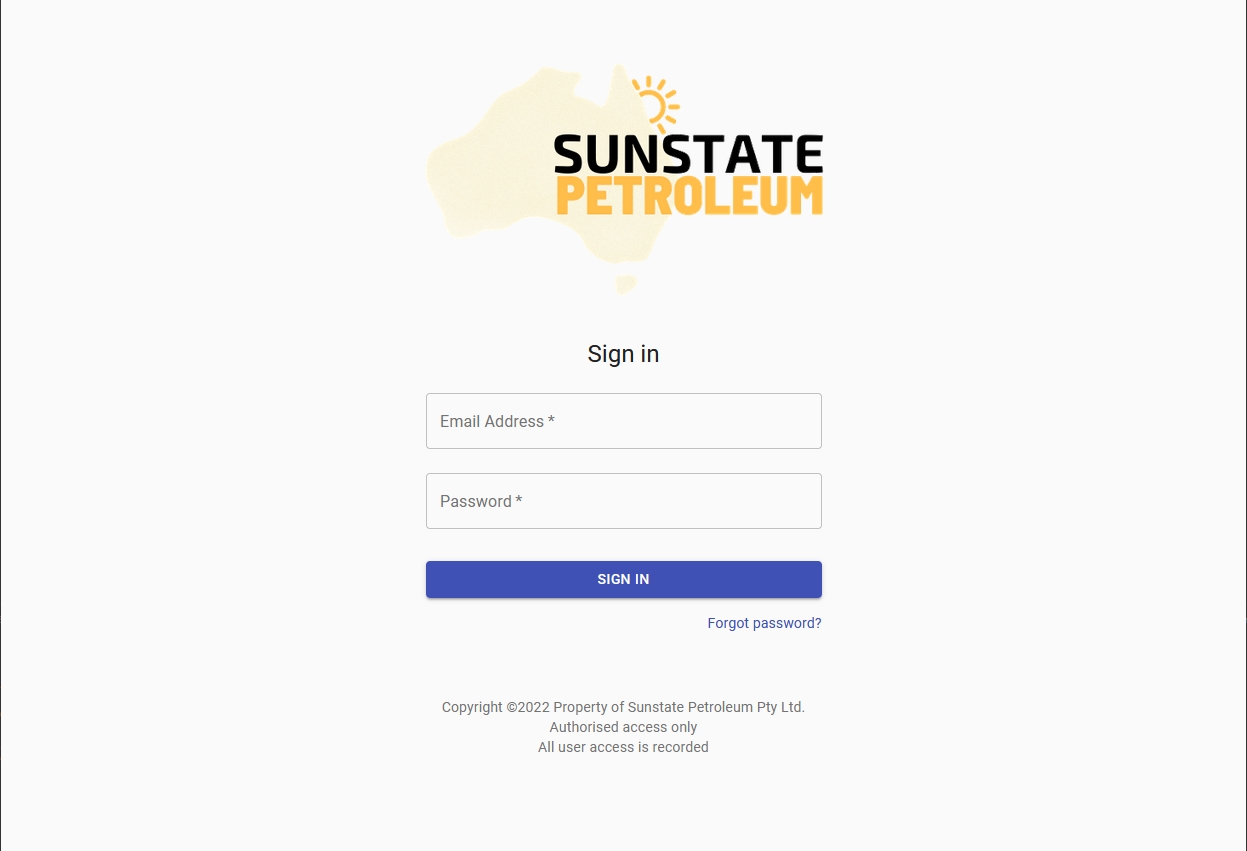 SUNSTATE
PETROLEUM
Sign in
Email Address *
Password *
SIGN IN
Forgot password?
Copyright ©2022 Property of Sunstate Petroleum Pty Ltd.
Authorised access only
All user access is recorded